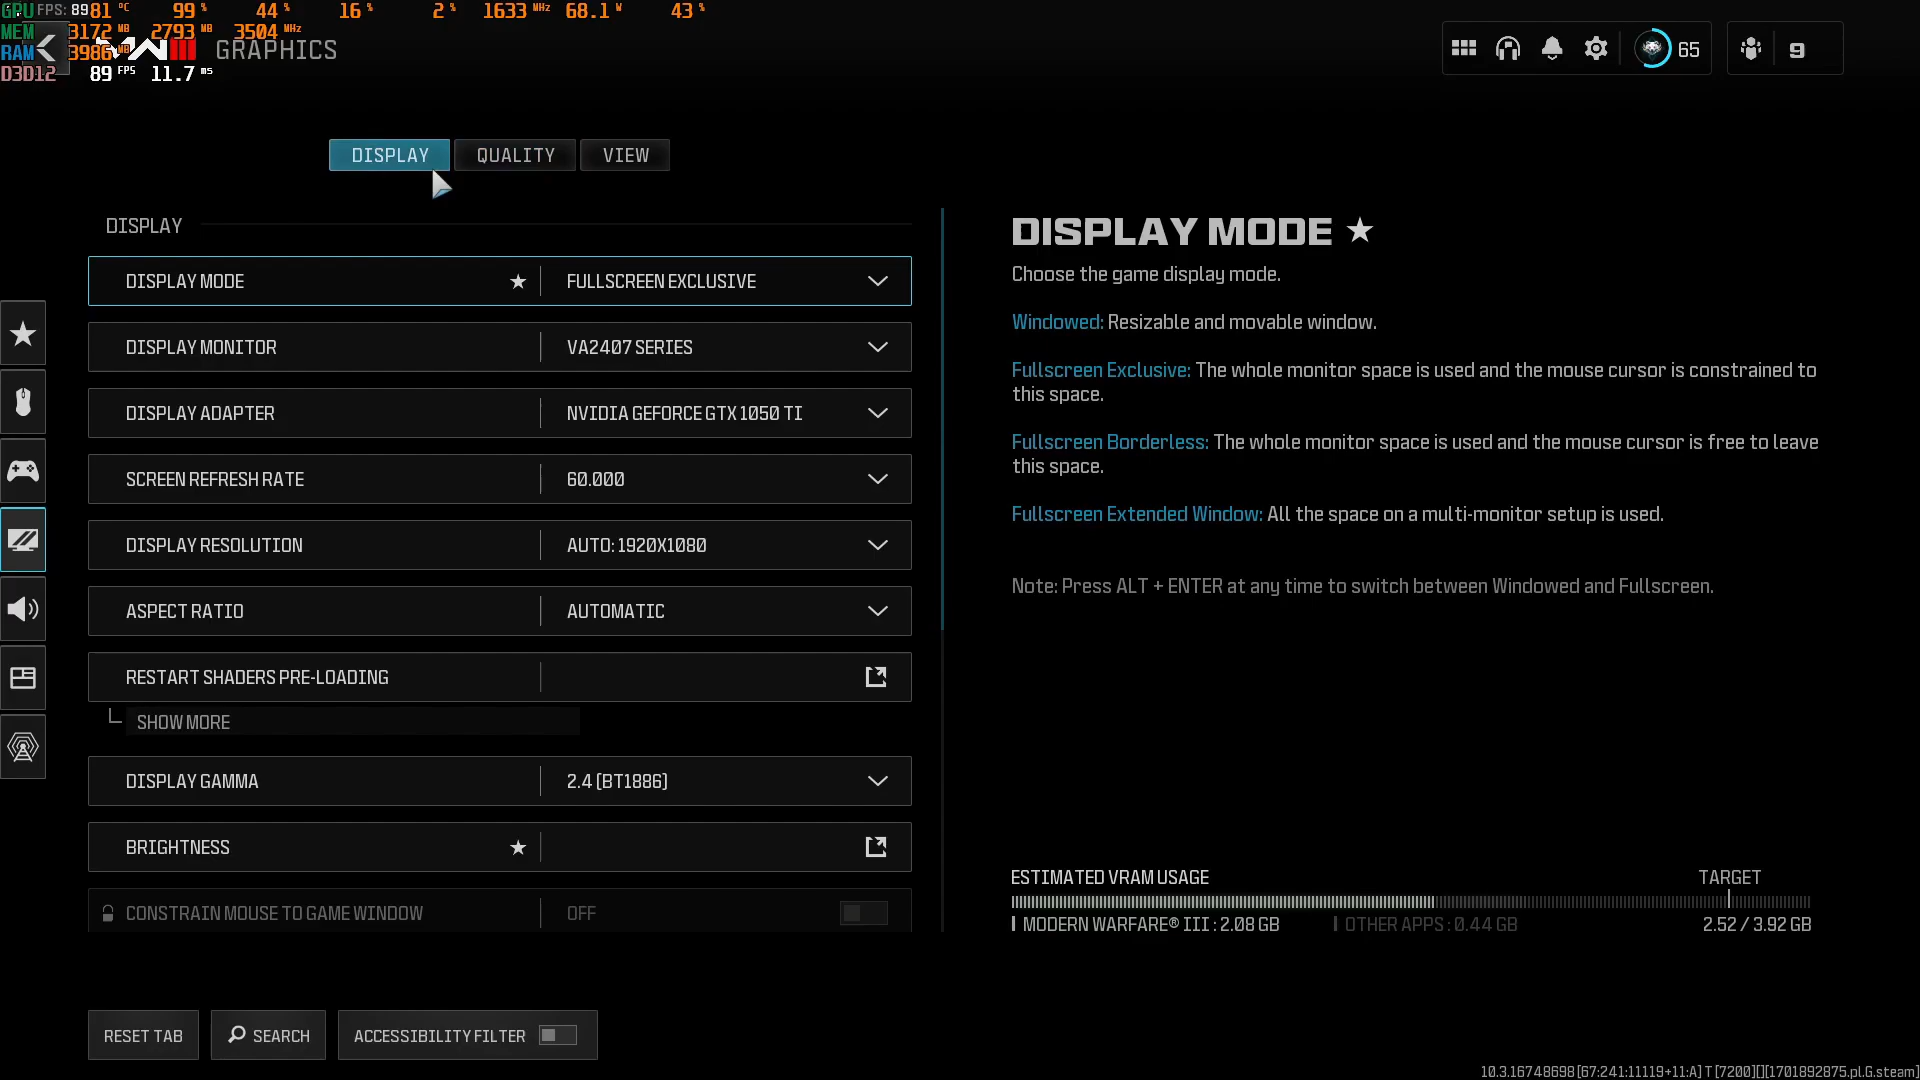 GPU FPS: 89 81 °C 99 % 44 % 16 % 2 % 1633 MHz 68.1 W 43 %
MEM 3172 MB 2793 MB 3504 MHz
RAM 3986 MB
D3D12 89 FPS 11.7 ms
MWIII GRAPHICS
65
9
DISPLAY QUALITY VIEW
DISPLAY
DISPLAY MODE FULLSCREEN EXCLUSIVE
DISPLAY MONITOR VA2407 SERIES
DISPLAY ADAPTER NVIDIA GEFORCE GTX 1050 TI
SCREEN REFRESH RATE 60.000
DISPLAY RESOLUTION AUTO: 1920X1080
ASPECT RATIO AUTOMATIC
RESTART SHADERS PRE-LOADING
SHOW MORE
DISPLAY GAMMA 2.4 [BT1886]
BRIGHTNESS
CONSTRAIN MOUSE TO GAME WINDOW OFF
DISPLAY MODE
Choose the game display mode.
Windowed: Resizable and movable window.
Fullscreen Exclusive: The whole monitor space is used and the mouse cursor is constrained to
this space.
Fullscreen Borderless: The whole monitor space is used and the mouse cursor is free to leave
this space.
Fullscreen Extended Window: All the space on a multi-monitor setup is used.
Note: Press ALT + ENTER at any time to switch between Windowed and Fullscreen.
ESTIMATED VRAM USAGE TARGET
MODERN WARFARE® III : 2.08 GB OTHER APPS : 0.44 GB 2.52 / 3.92 GB
RESET TAB SEARCH ACCESSIBILITY FILTER
10.3.16748698 [67:241:11119+11:A] T [7200][][1701892875.pl.G.steam]